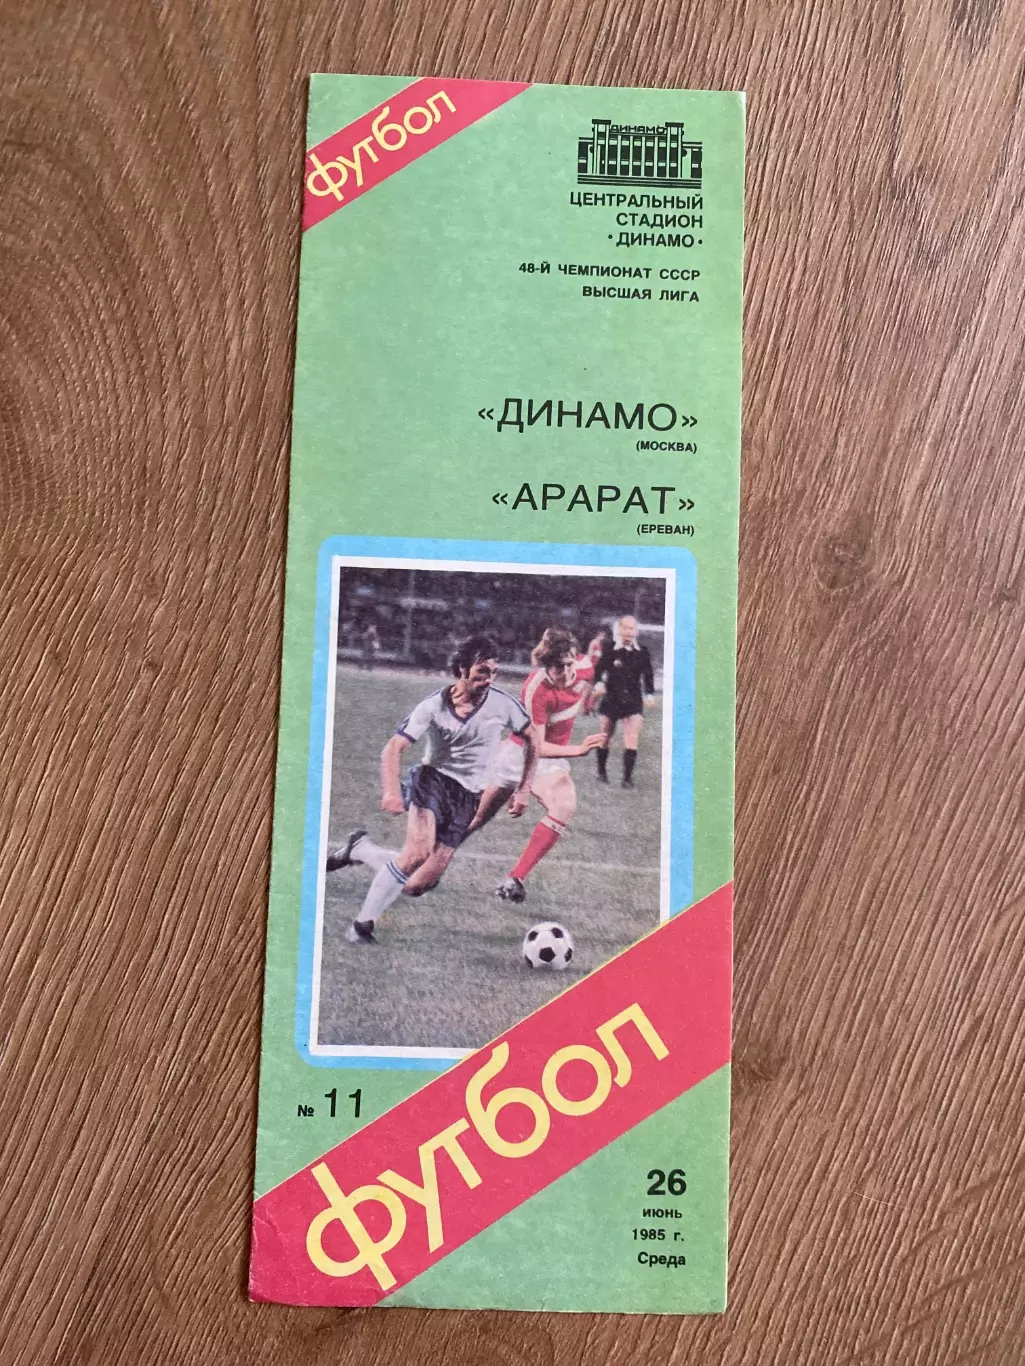 футбол
ДИНАМО
ЦЕНТРАЛЬНЫЙ
СТАДИОН
• ДИНАМО •
48-Й ЧЕМПИОНАТ СССР
ВЫСШАЯ ЛИГА
«ДИНАМО»
(МОСКВА)
«АРАРАТ»
(ЕРЕВАН)
№ 11
футбол
26
июнь
1985 г.
Среда